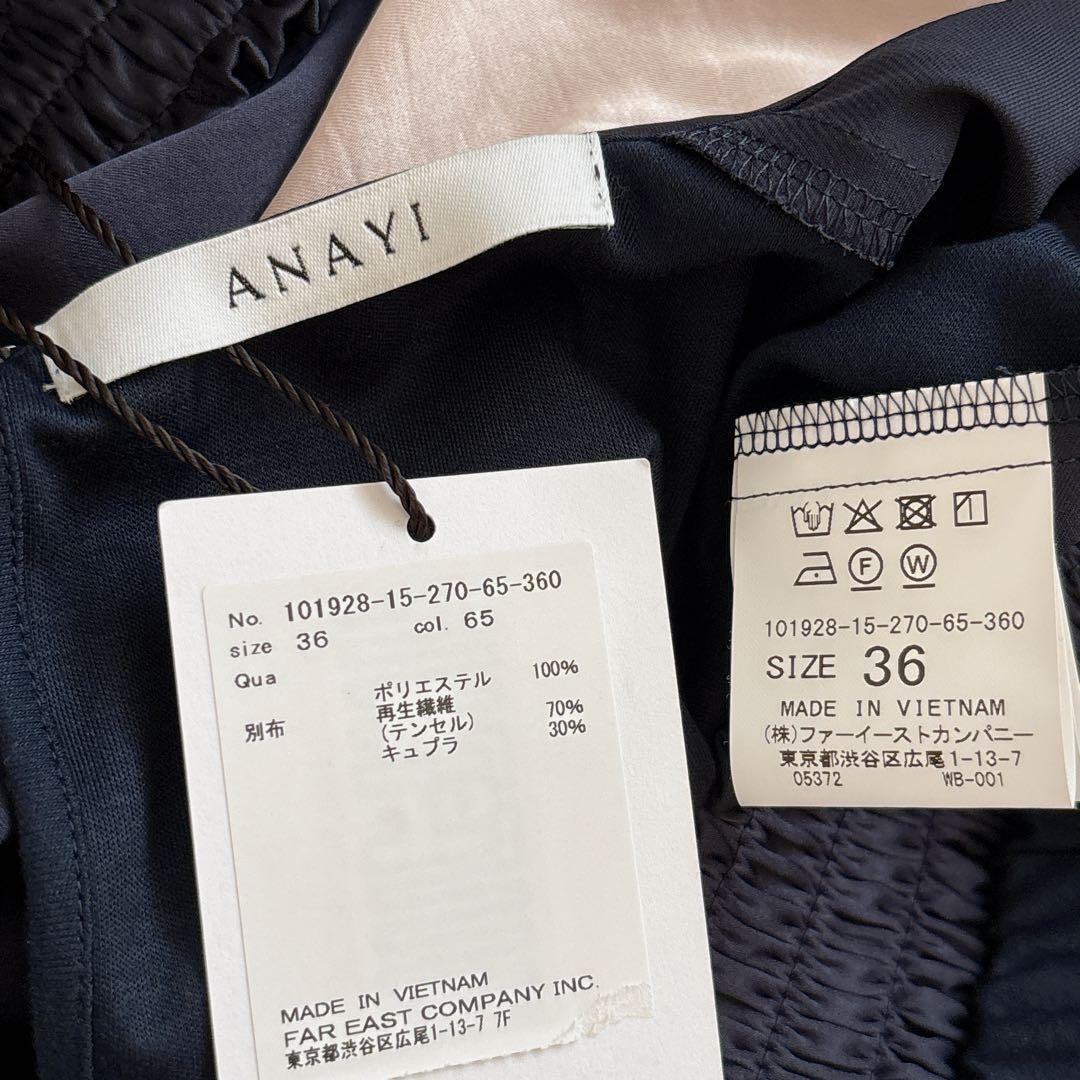 ANAYI
No. 101928-15-270-65-360
size 36 col. 65
Qua
ポリエステル 100%
別布 再生繊維 70%
(テンセル) 30%
キュプラ
MADE IN VIETNAM
FAR EAST COMPANY INC.
東京都渋谷区広尾1-13-7 7F
F W
101928-15-270-65-360
SIZE 36
MADE IN VIETNAM
(株)ファーイーストカンパニー
東京都渋谷区広尾1-13-7
05372 WB-001